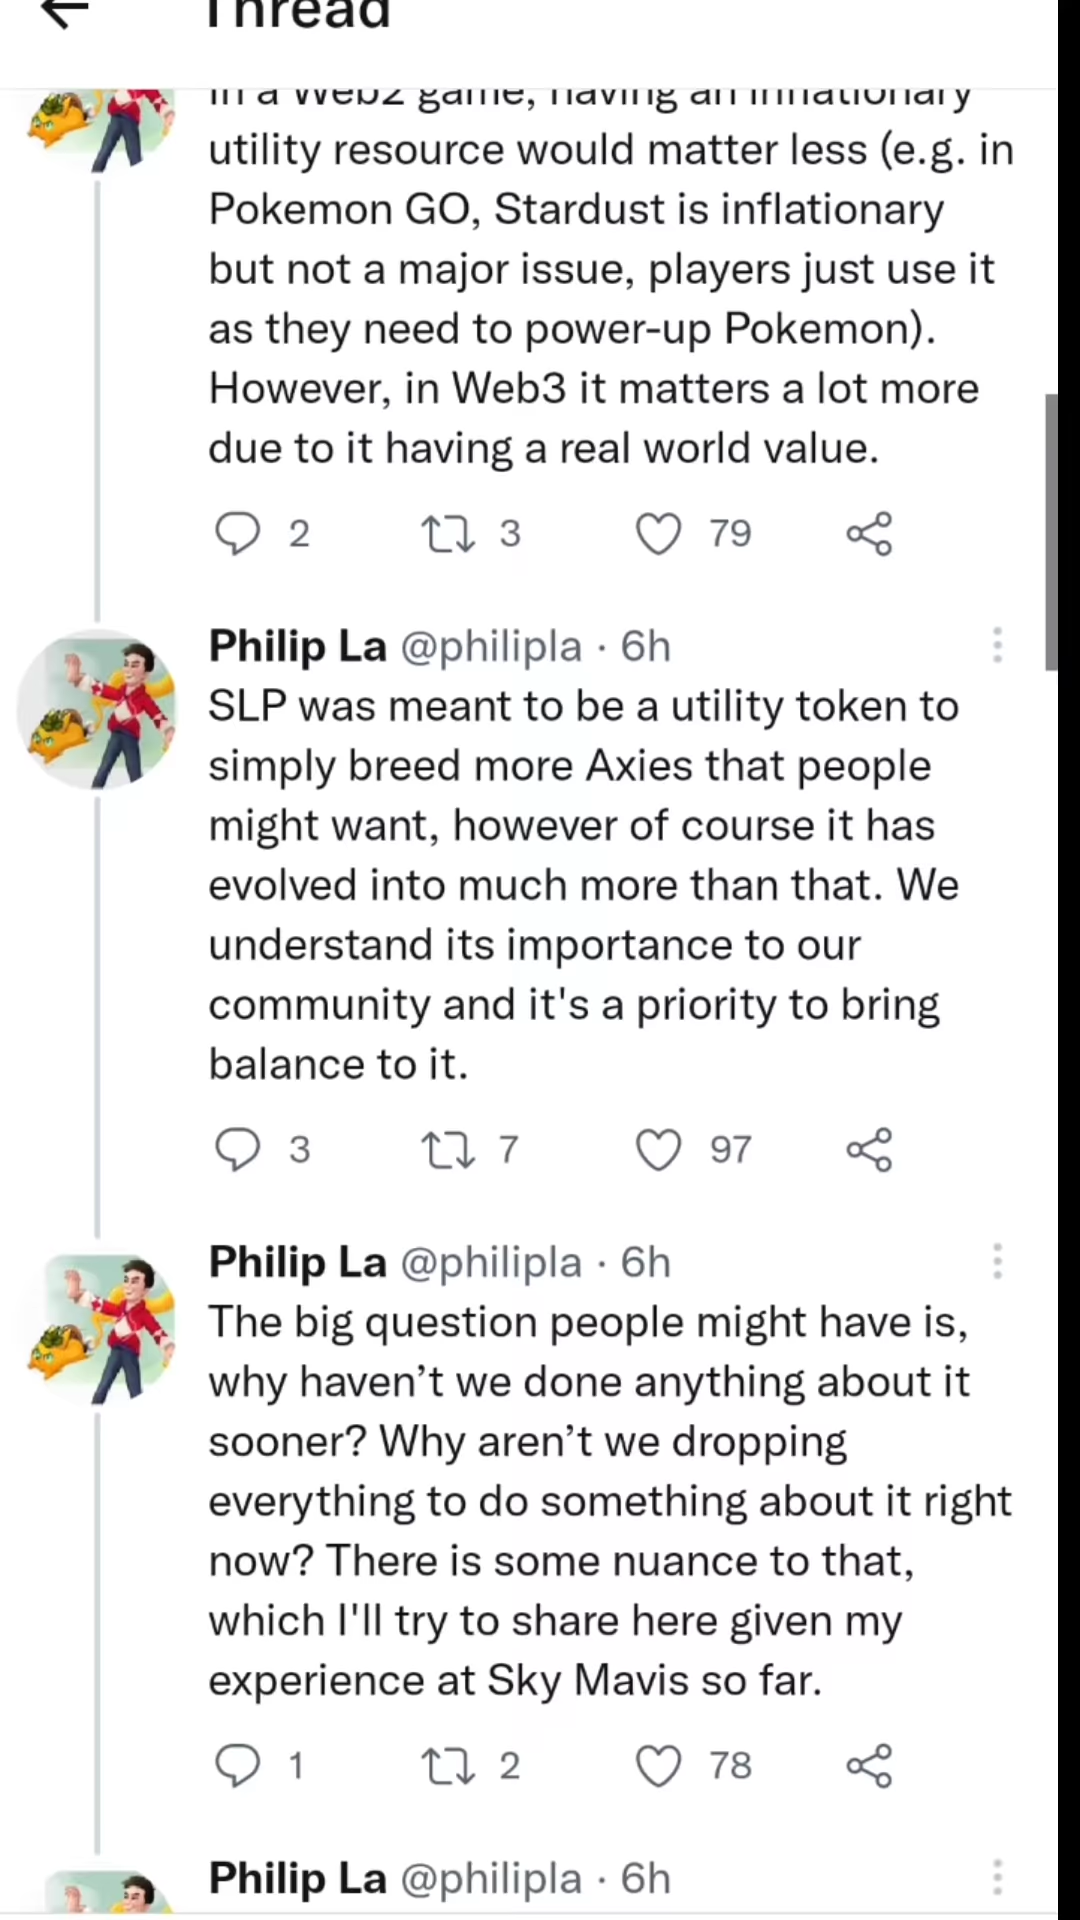 Thread
in a Web2 game, having an inflationary
utility resource would matter less (e.g. in
Pokemon GO, Stardust is inflationary
but not a major issue, players just use it
as they need to power-up Pokemon).
However, in Web3 it matters a lot more
due to it having a real world value.
2 3 79
Philip La @philipla · 6h
SLP was meant to be a utility token to
simply breed more Axies that people
might want, however of course it has
evolved into much more than that. We
understand its importance to our
community and it's a priority to bring
balance to it.
3 7 97
Philip La @philipla · 6h
The big question people might have is,
why haven’t we done anything about it
sooner? Why aren’t we dropping
everything to do something about it right
now? There is some nuance to that,
which I'll try to share here given my
experience at Sky Mavis so far.
1 2 78
Philip La @philipla · 6h